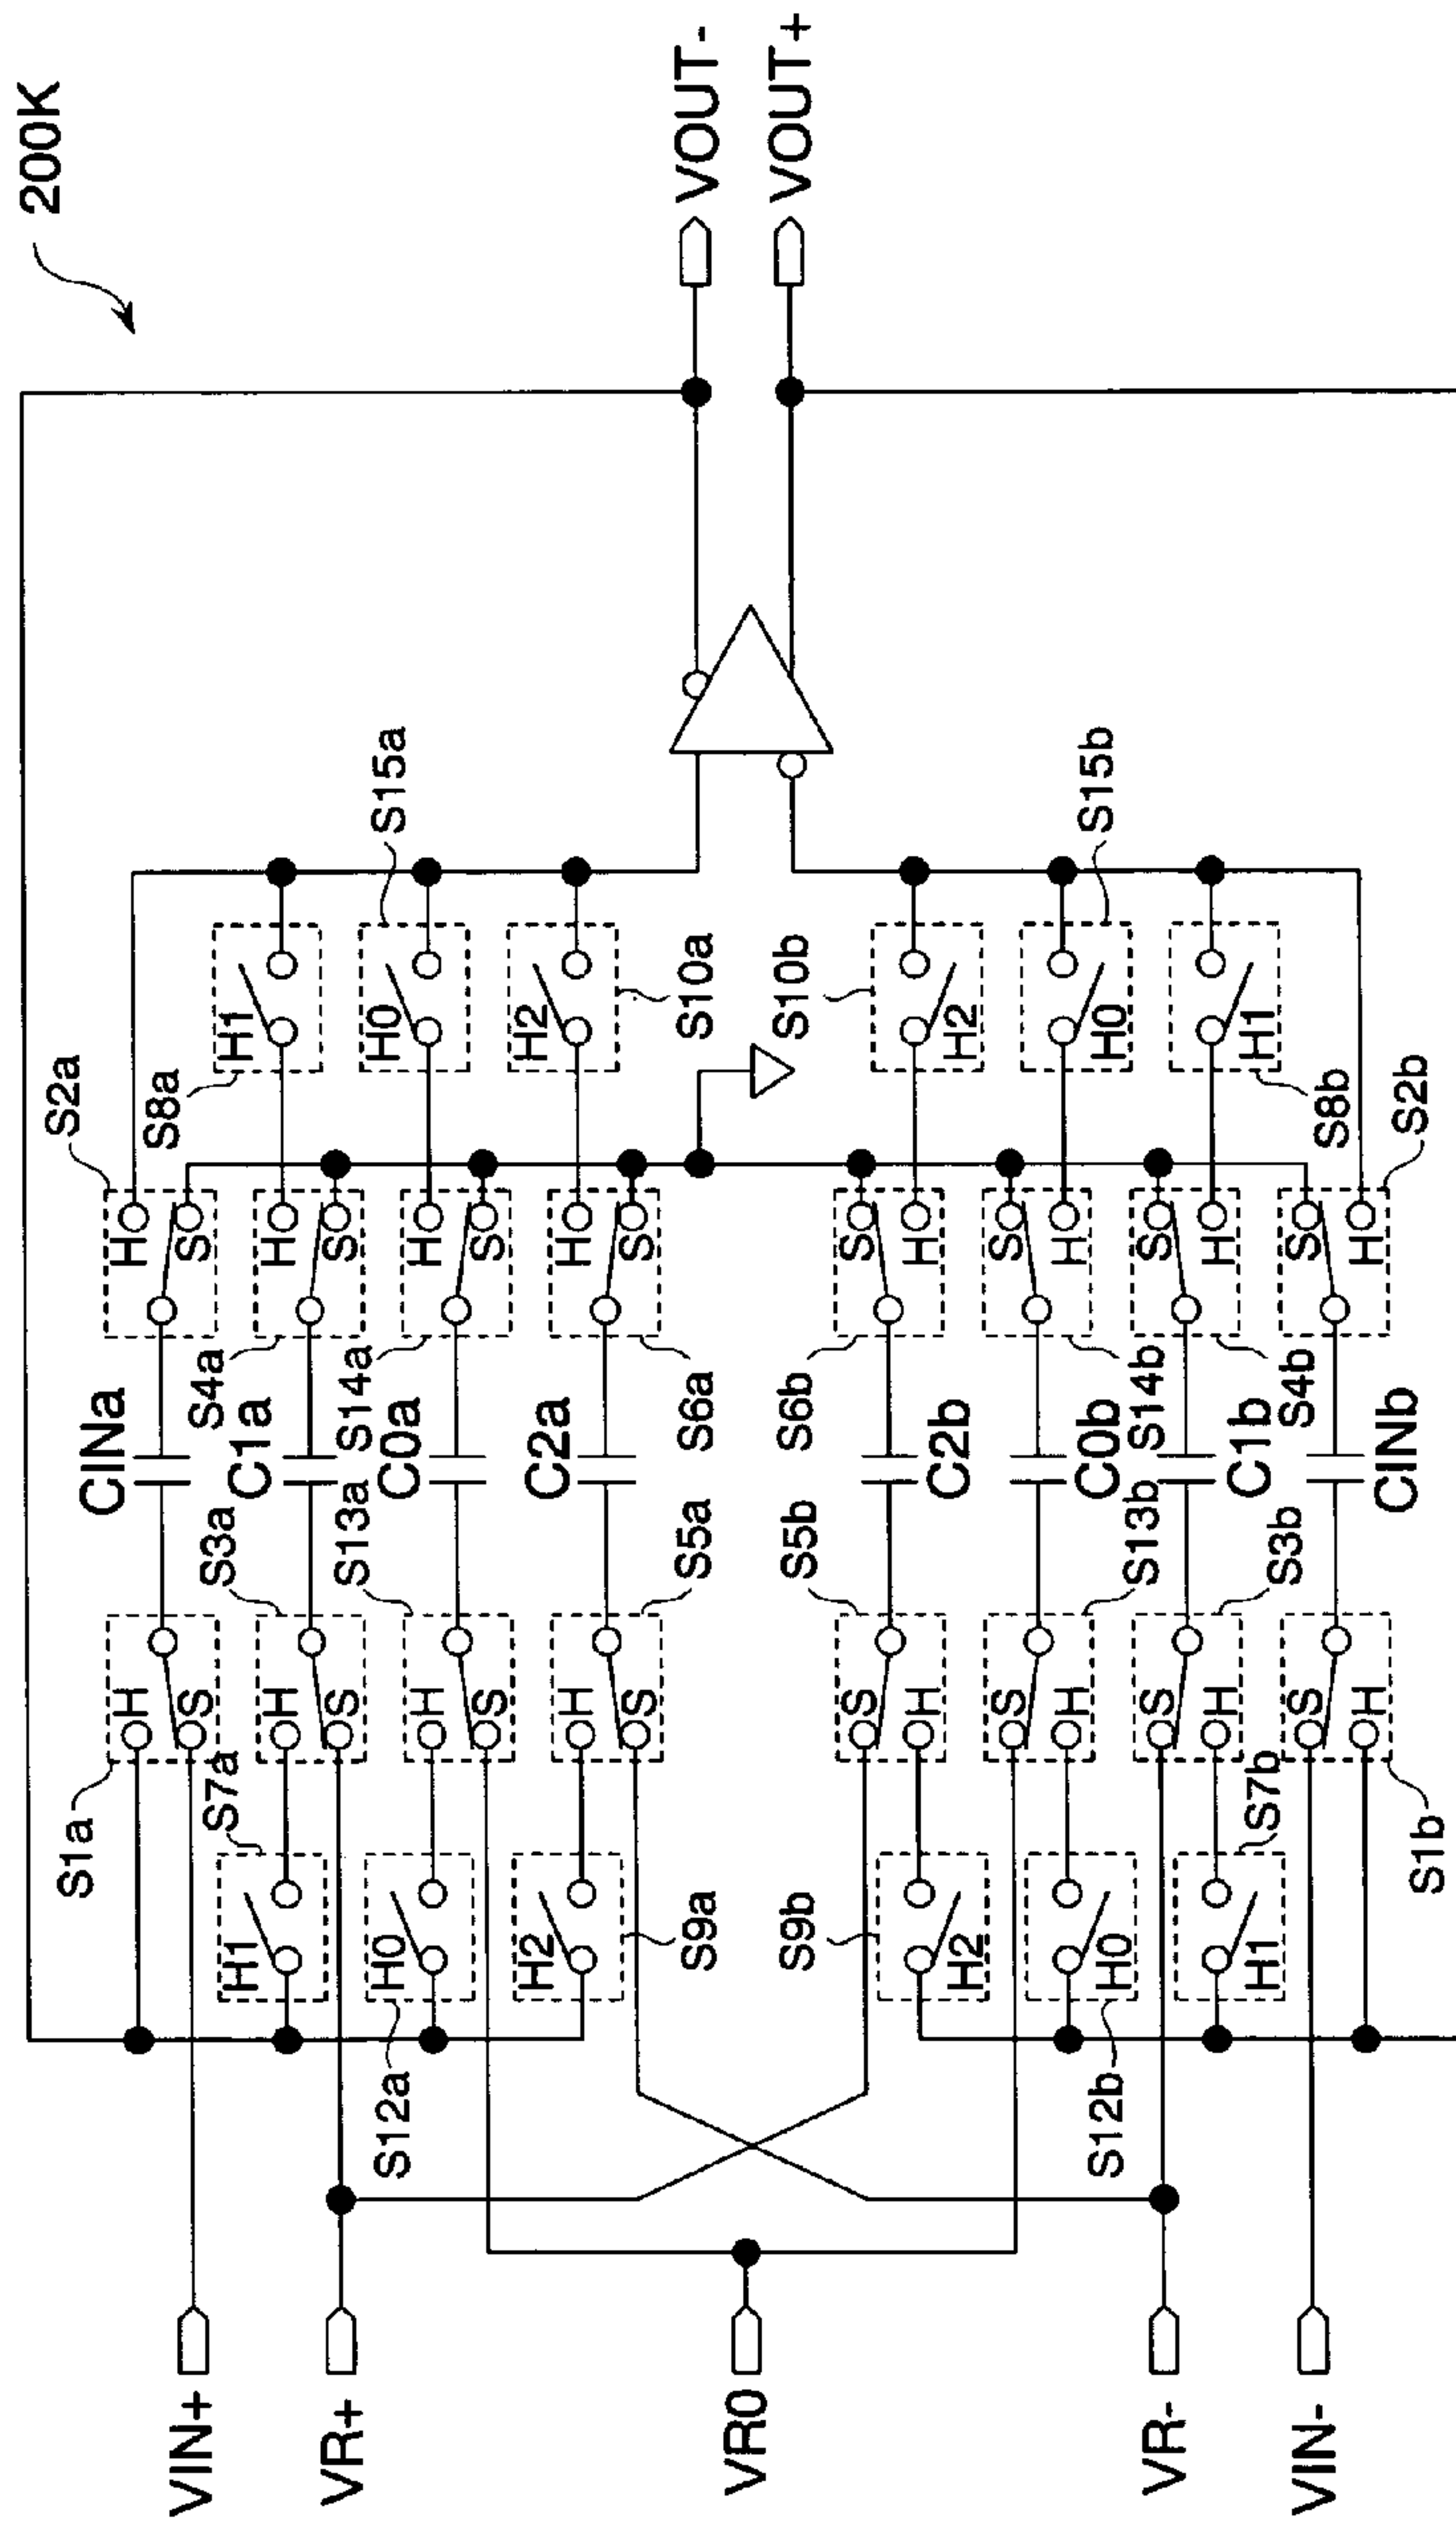 200K
VOUT-
VOUT+
S15a
S15b
H1
H0
H2
S10a
S10b
H2
H0
H1
S2a
S8a
S8b
S2b
H
S
H
S
H
S
H
S
S
H
S
H
S
H
S
H
CINa
S4a
C1a
S14a
C0a
S6a
C2a
S6b
C2b
S14b
C0b
S4b
C1b
CINb
S3a
S13a
S5a
S5b
S13b
S3b
H
S
H
S
H
S
H
S
S
H
S
H
S
H
S
H
S1a
S7a
S7b
S1b
H1
H0
H2
S9a
S9b
H2
H0
H1
S12a
S12b
VIN+
VR+
VR0
VR-
VIN-